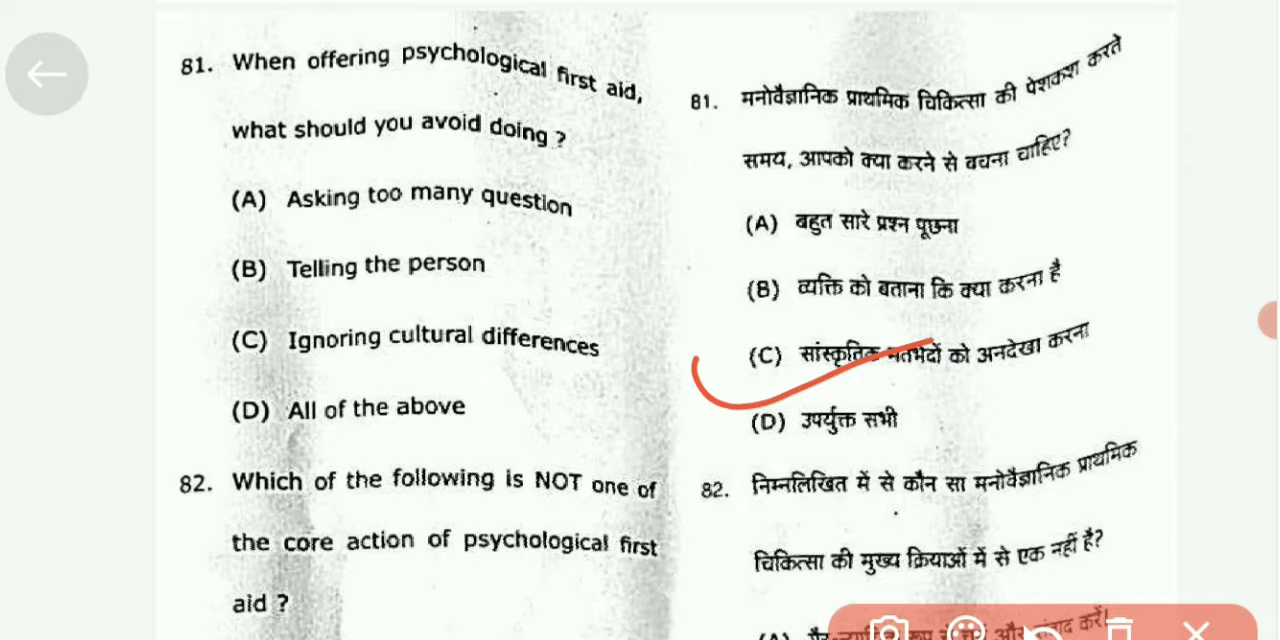 81. When offering psychological first aid,
what should you avoid doing ?
(A) Asking too many question
(B) Telling the person
(C) Ignoring cultural differences
(D) All of the above
82. Which of the following is NOT one of
the core action of psychological first
aid ?
81. मनोवैज्ञानिक प्राथमिक चिकित्सा की पेशकश करते
समय, आपको क्या करने से बचना चाहिए?
(A) बहुत सारे प्रश्न पूछना
(B) व्यक्ति को बताना कि क्या करना है
(C) सांस्कृतिक मतभेदों को अनदेखा करना
(D) उपर्युक्त सभी
82. निम्नलिखित में से कौन सा मनोवैज्ञानिक प्राथमिक
चिकित्सा की मुख्य क्रियाओं में से एक नहीं है?
(A) और करें।